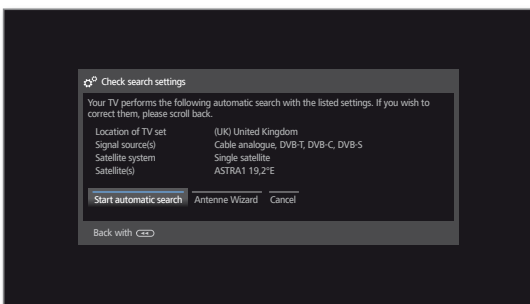 Check search settings
Your TV performs the following automatic search with the listed settings. If you wish to
correct them, please scroll back.
Location of TV set (UK) United Kingdom
Signal source(s) Cable analogue, DVB-T, DVB-C, DVB-S
Satellite system Single satellite
Satellite(s) ASTRA1 19,2°E
Start automatic search Antenne Wizard Cancel
Back with